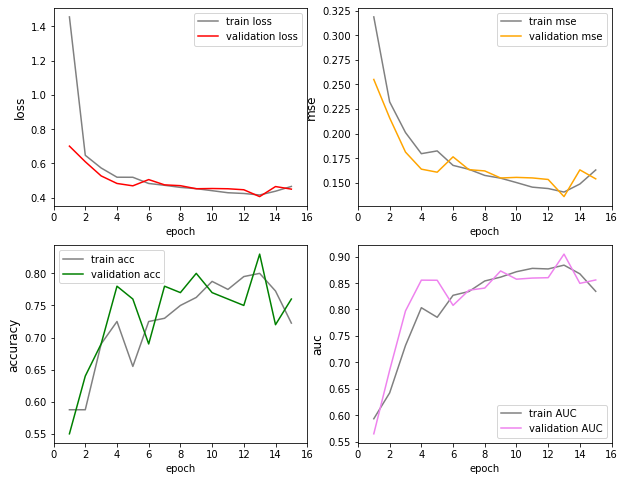 train loss
validation loss
1.4
1.2
1.0
0.8
0.6
0.4
loss
0 2 4 6 8 10 12 14 16
epoch
train mse
validation mse
0.325
0.300
0.275
0.250
0.225
0.200
0.175
0.150
mse
0 2 4 6 8 10 12 14 16
epoch
train acc
validation acc
0.80
0.75
0.70
0.65
0.60
0.55
accuracy
0 2 4 6 8 10 12 14 16
epoch
0.90
0.85
0.80
0.75
0.70
0.65
0.60
0.55
auc
train AUC
validation AUC
0 2 4 6 8 10 12 14 16
epoch